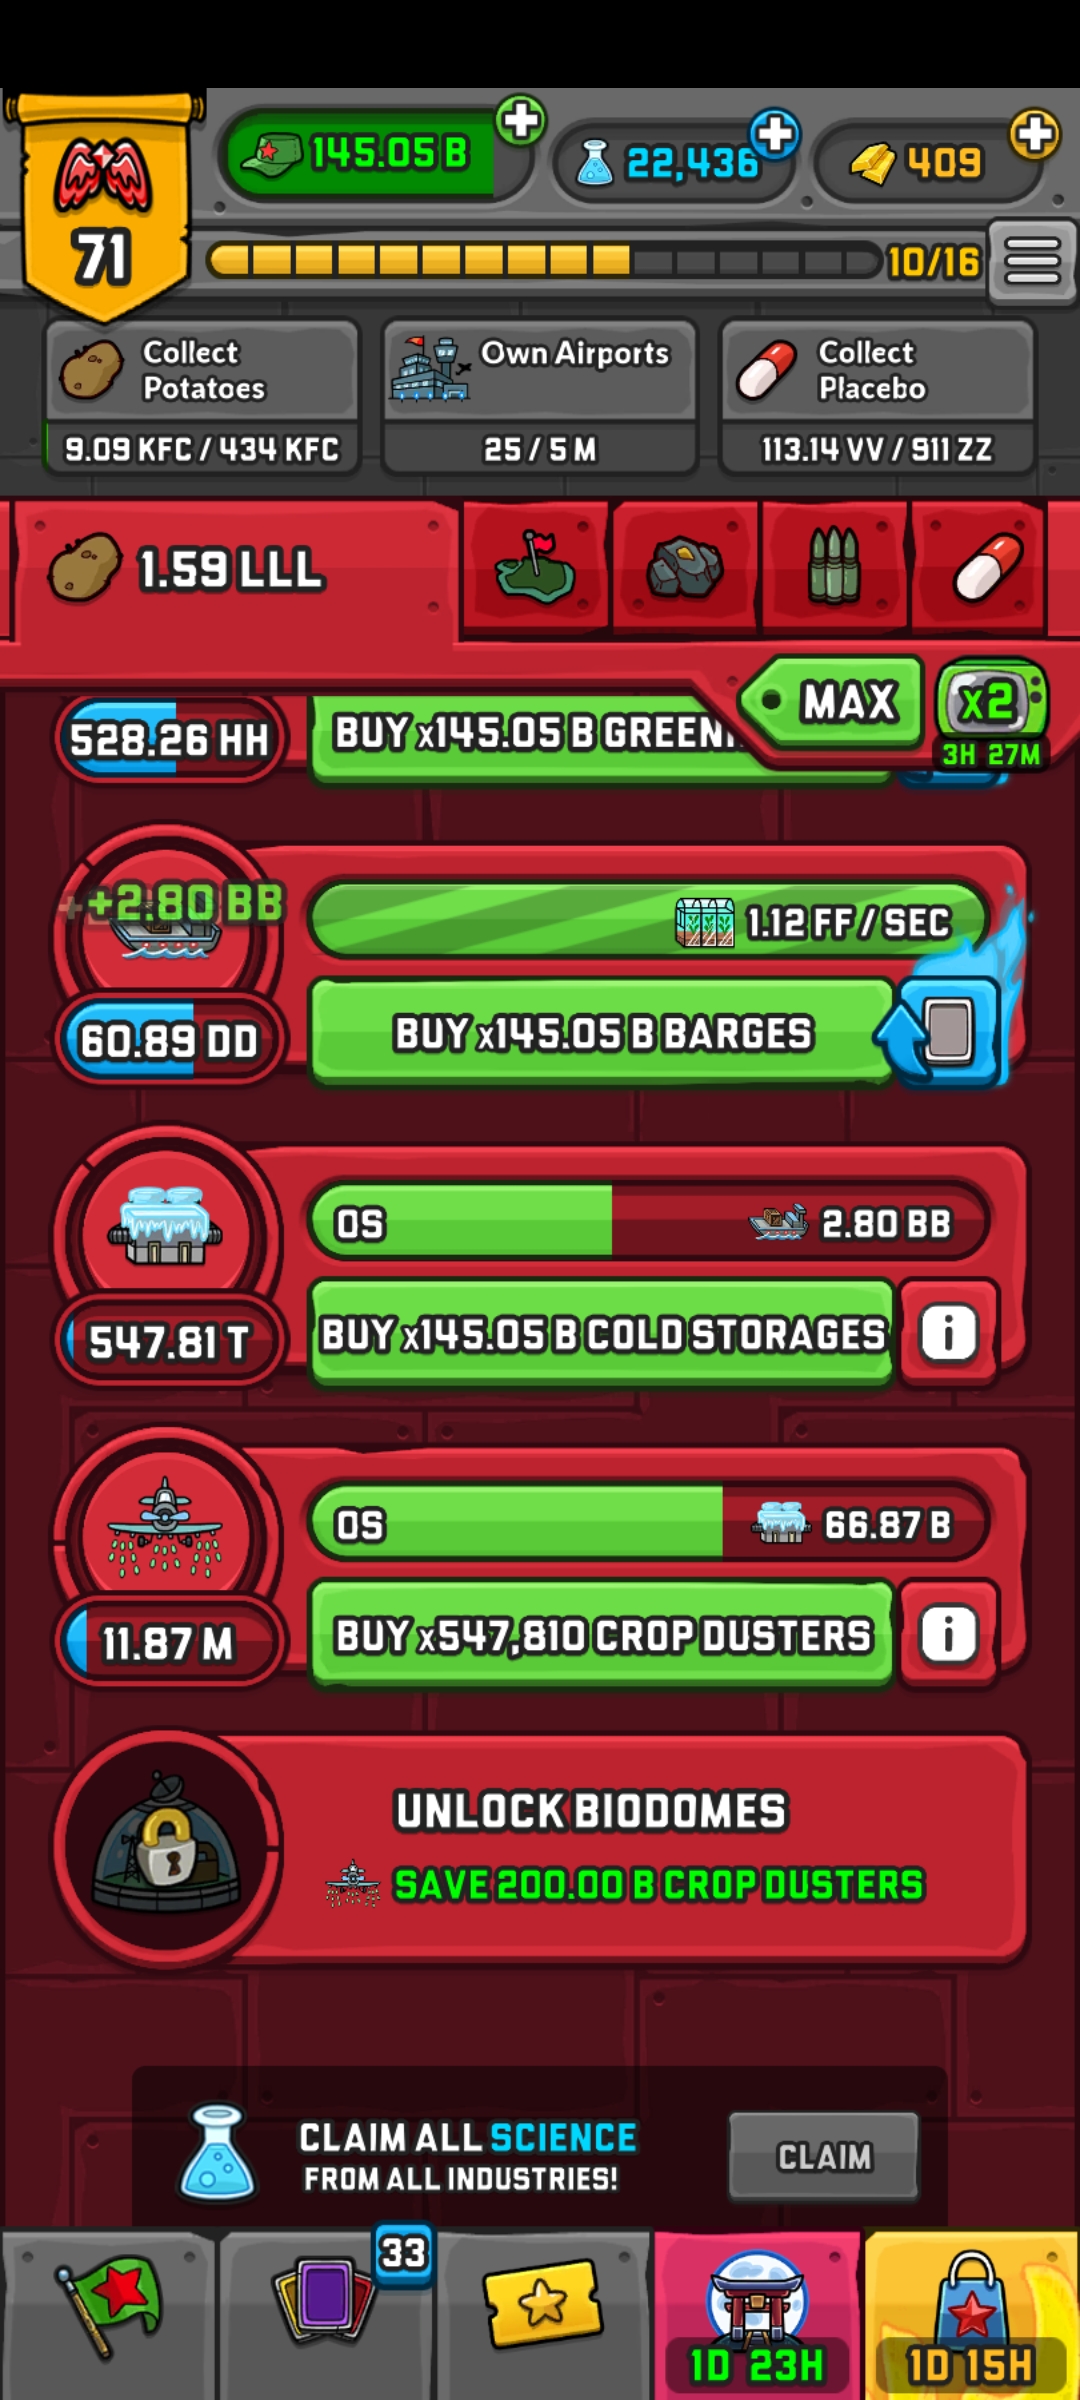 145.05 B
22,436
409
71
10/16
Collect
Potatoes
Own Airports
Collect
Placebo
9.09 KFC / 434 KFC
25 / 5 M
113.14 VV / 911 ZZ
1.59 LLL
MAX
x2
3H 27M
528.26 HH
BUY x145.05 B
+2.80 BB
1.12 FF / SEC
60.89 DD
BUY x145.05 B BARGES
0S
2.80 BB
547.81 T
BUY x145.05 B COLD STORAGES
i
0S
66.87 B
11.87 M
BUY x547,810 CROP DUSTERS
i
UNLOCK BIODOMES
SAVE 200.00 B CROP DUSTERS
CLAIM ALL SCIENCE
FROM ALL INDUSTRIES!
CLAIM
33
1D 23H
1D 15H